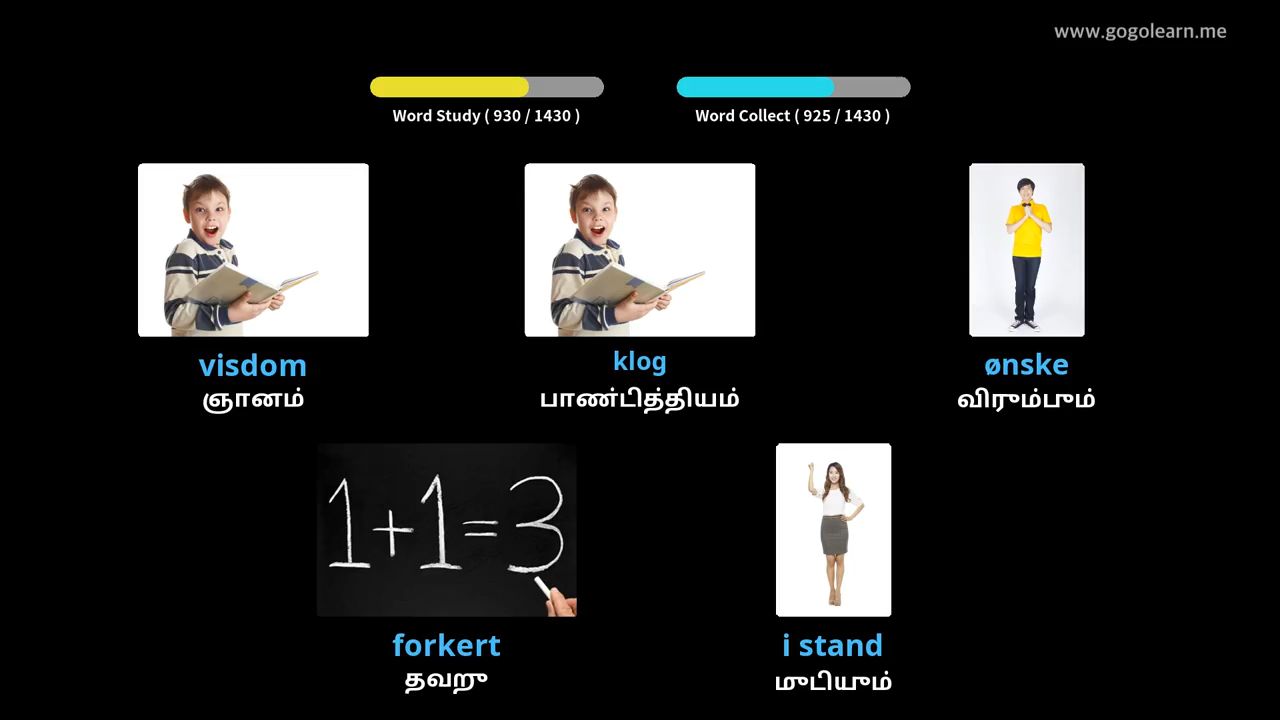 www.gogolearn.me
Word Study ( 930 / 1430 )
Word Collect ( 925 / 1430 )
visdom
ஞானம்
klog
பாண்டித்தியம்
ønske
விரும்பும்
1+1=3
forkert
தவறு
i stand
முடியும்